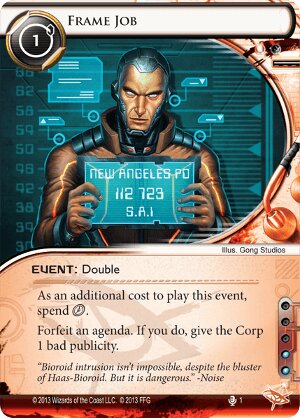 1
FRAME JOB
NEW ANGELES PD
112 723
S.A.I
Illus. Gong Studios
EVENT: Double
As an additional cost to play this event,
spend .
Forfeit an agenda. If you do, give the Corp
1 bad publicity.
"Bioroid intrusion isn't impossible, despite the bluster
of Haas-Bioroid. But it is dangerous." -Noise
© 2013 Wizards of the Coast LLC. © 2013 FFG
1